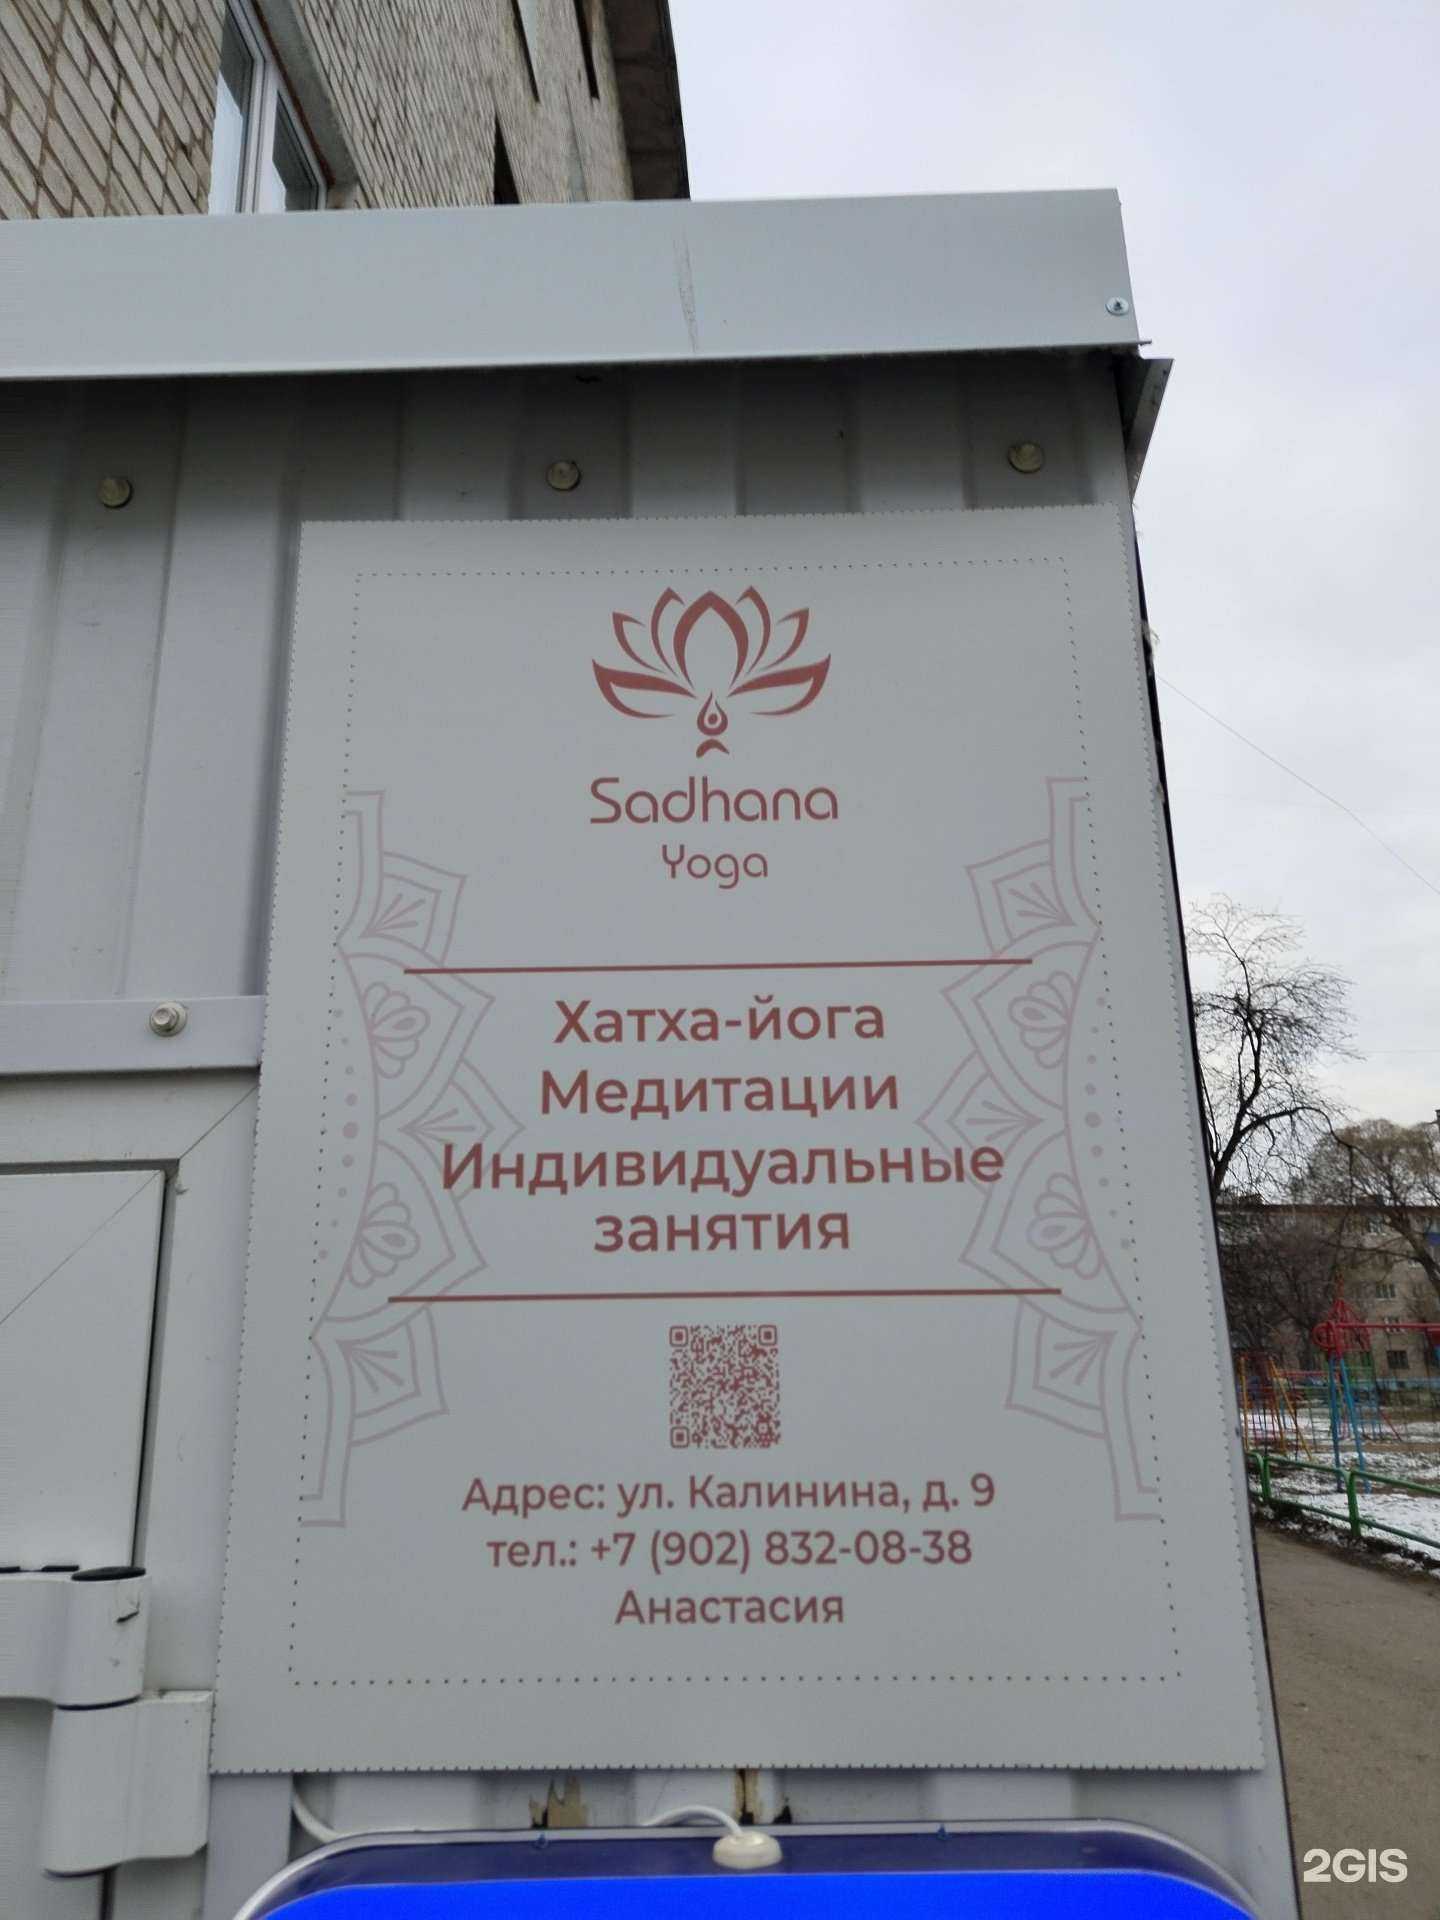 Sadhana
Yoga
Хатха-йога
Медитации
Индивидуальные
занятия
Адрес: ул. Калинина, д. 9
тел.: +7 (902) 832-08-38
Анастасия
2GIS